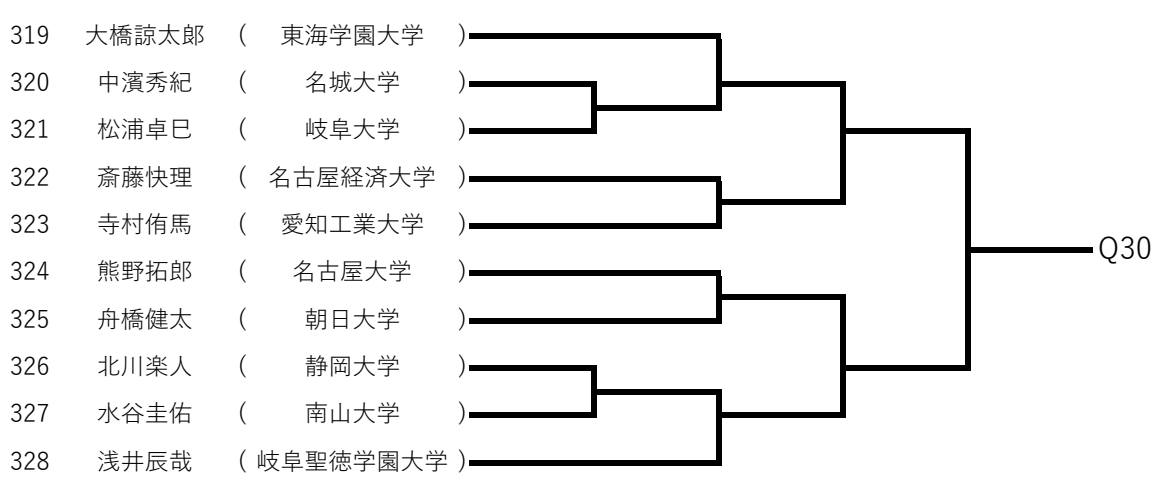 319 大橋諒太郎 ( 東海学園大学 )
320 中濱秀紀 ( 名城大学 )
321 松浦卓巳 ( 岐阜大学 )
322 斎藤快理 ( 名古屋経済大学 )
323 寺村侑馬 ( 愛知工業大学 )
324 熊野拓郎 ( 名古屋大学 )
Q30
325 舟橋健太 ( 朝日大学 )
326 北川楽人 ( 静岡大学 )
327 水谷圭佑 ( 南山大学 )
328 浅井辰哉 ( 岐阜聖徳学園大学 )